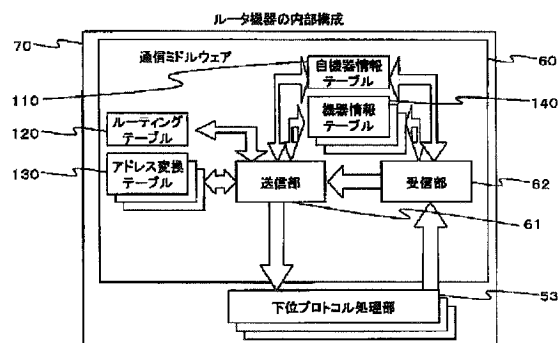 ルータ機器の内部構成
70
60
通信ミドルウェア
110
自機器情報
テーブル
140
機器情報
テーブル
120
ルーティング
テーブル
130
アドレス変換
テーブル
送信部
受信部
62
61
53
下位プロトコル処理部